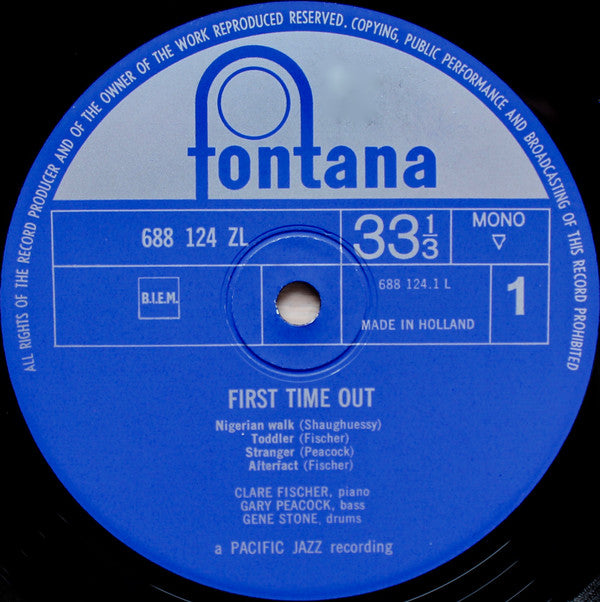 ALL RIGHTS OF THE RECORD PRODUCER AND OF THE OWNER OF THE WORK REPRODUCED RESERVED. COPYING, PUBLIC PERFORMANCE AND BROADCASTING OF THIS RECORD PROHIBITED
fontana
688 124 ZL
33 1/3
MONO
▽
B.I.E.M.
688 124.1 L
MADE IN HOLLAND
1
FIRST TIME OUT
Nigerian walk (Shaughuessy)
Toddler (Fischer)
Stranger (Peacock)
Afterfact (Fischer)
CLARE FISCHER, piano
GARY PEACOCK, bass
GENE STONE, drums
a PACIFIC JAZZ recording